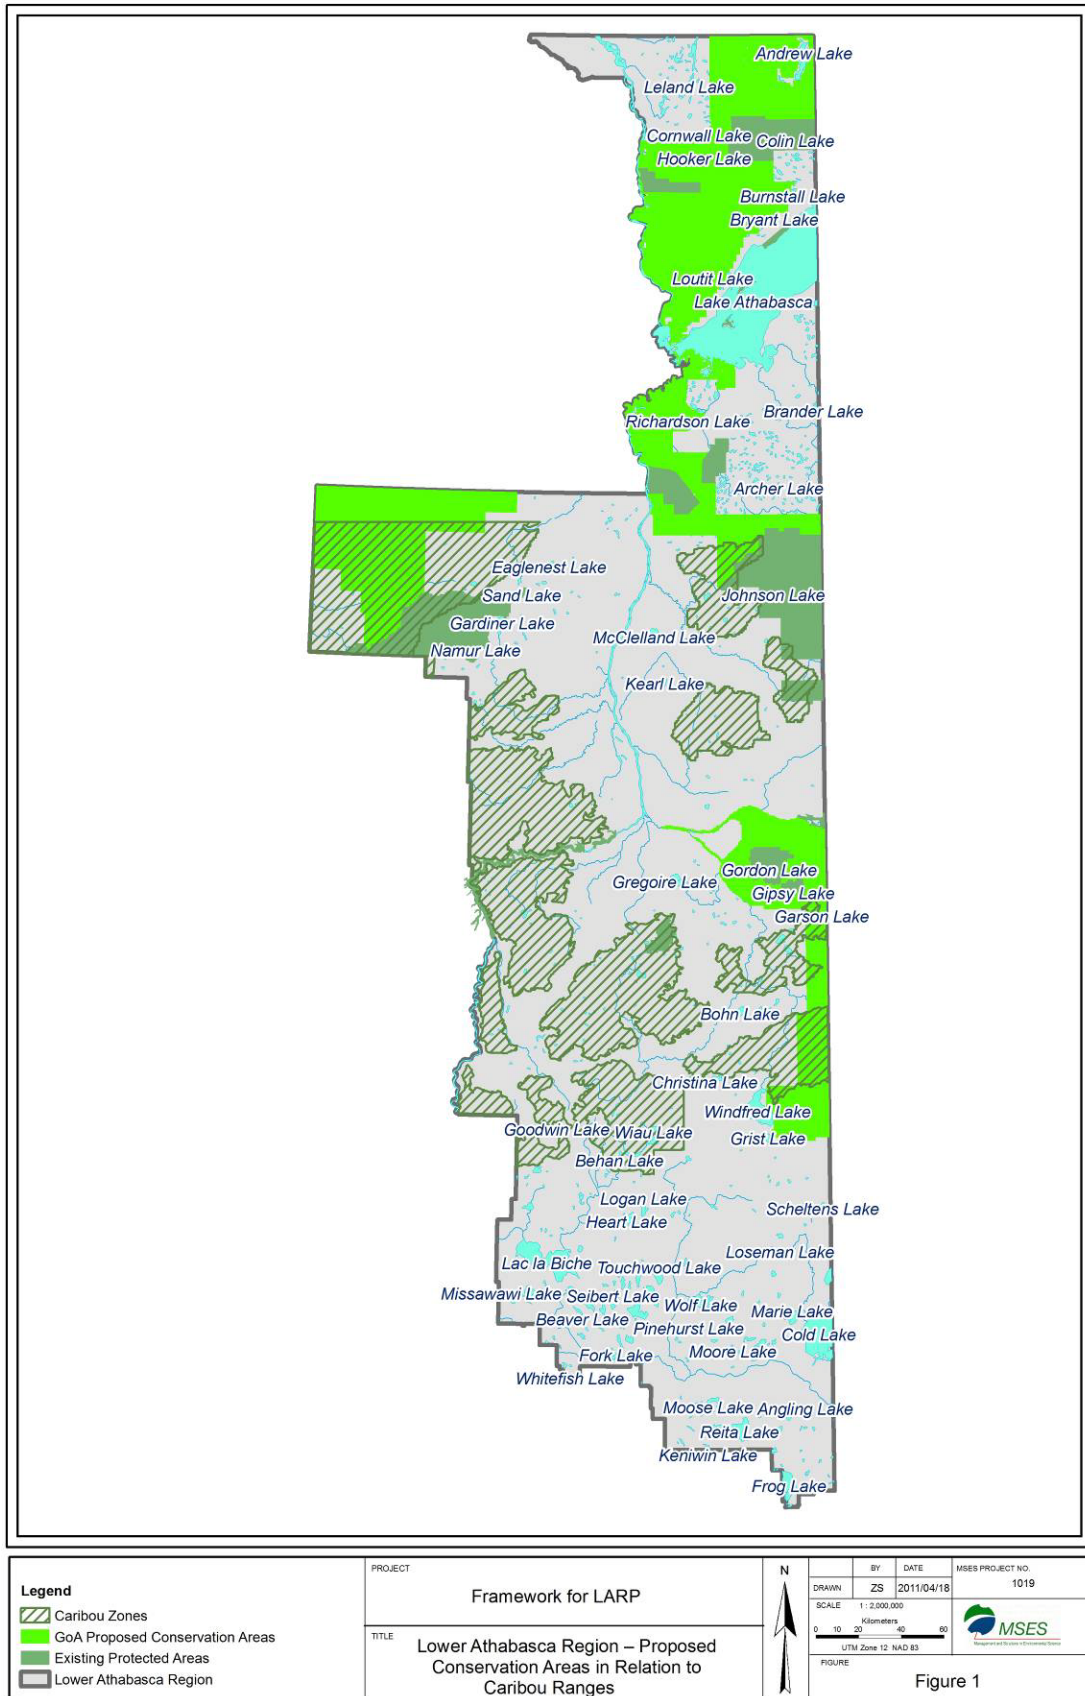 Andrew Lake
Leland Lake
Cornwall Lake
Colin Lake
Hooker Lake
Burnstall Lake
Bryant Lake
Loutit Lake
Lake Athabasca
Brander Lake
Richardson Lake
Archer Lake
Eaglenest Lake
Sand Lake
Johnson Lake
Gardiner Lake
McClelland Lake
Namur Lake
Kearl Lake
Gordon Lake
Gregoire Lake
Gipsy Lake
Garson Lake
Bohn Lake
Christina Lake
Windfred Lake
Goodwin Lake
Wiau Lake
Grist Lake
Behan Lake
Logan Lake
Scheltens Lake
Heart Lake
Loseman Lake
Lac la Biche
Touchwood Lake
Missawawi Lake
Seibert Lake
Wolf Lake
Marie Lake
Beaver Lake
Pinehurst Lake
Cold Lake
Fork Lake
Moore Lake
Whitefish Lake
Moose Lake
Angling Lake
Reita Lake
Keniwin Lake
Frog Lake
Legend
Caribou Zones
GoA Proposed Conservation Areas
Existing Protected Areas
Lower Athabasca Region
PROJECT
Framework for LARP
TITLE
Lower Athabasca Region – Proposed
Conservation Areas in Relation to
Caribou Ranges
N
BY DATE
DRAWN ZS 2011/04/18
SCALE 1 : 2,000,000
Kilometers
0 10 20 40 60
UTM Zone 12 NAD 83
MSES PROJECT NO.
1019
MSES
Management and Solutions in Environmental Science
FIGURE
Figure 1